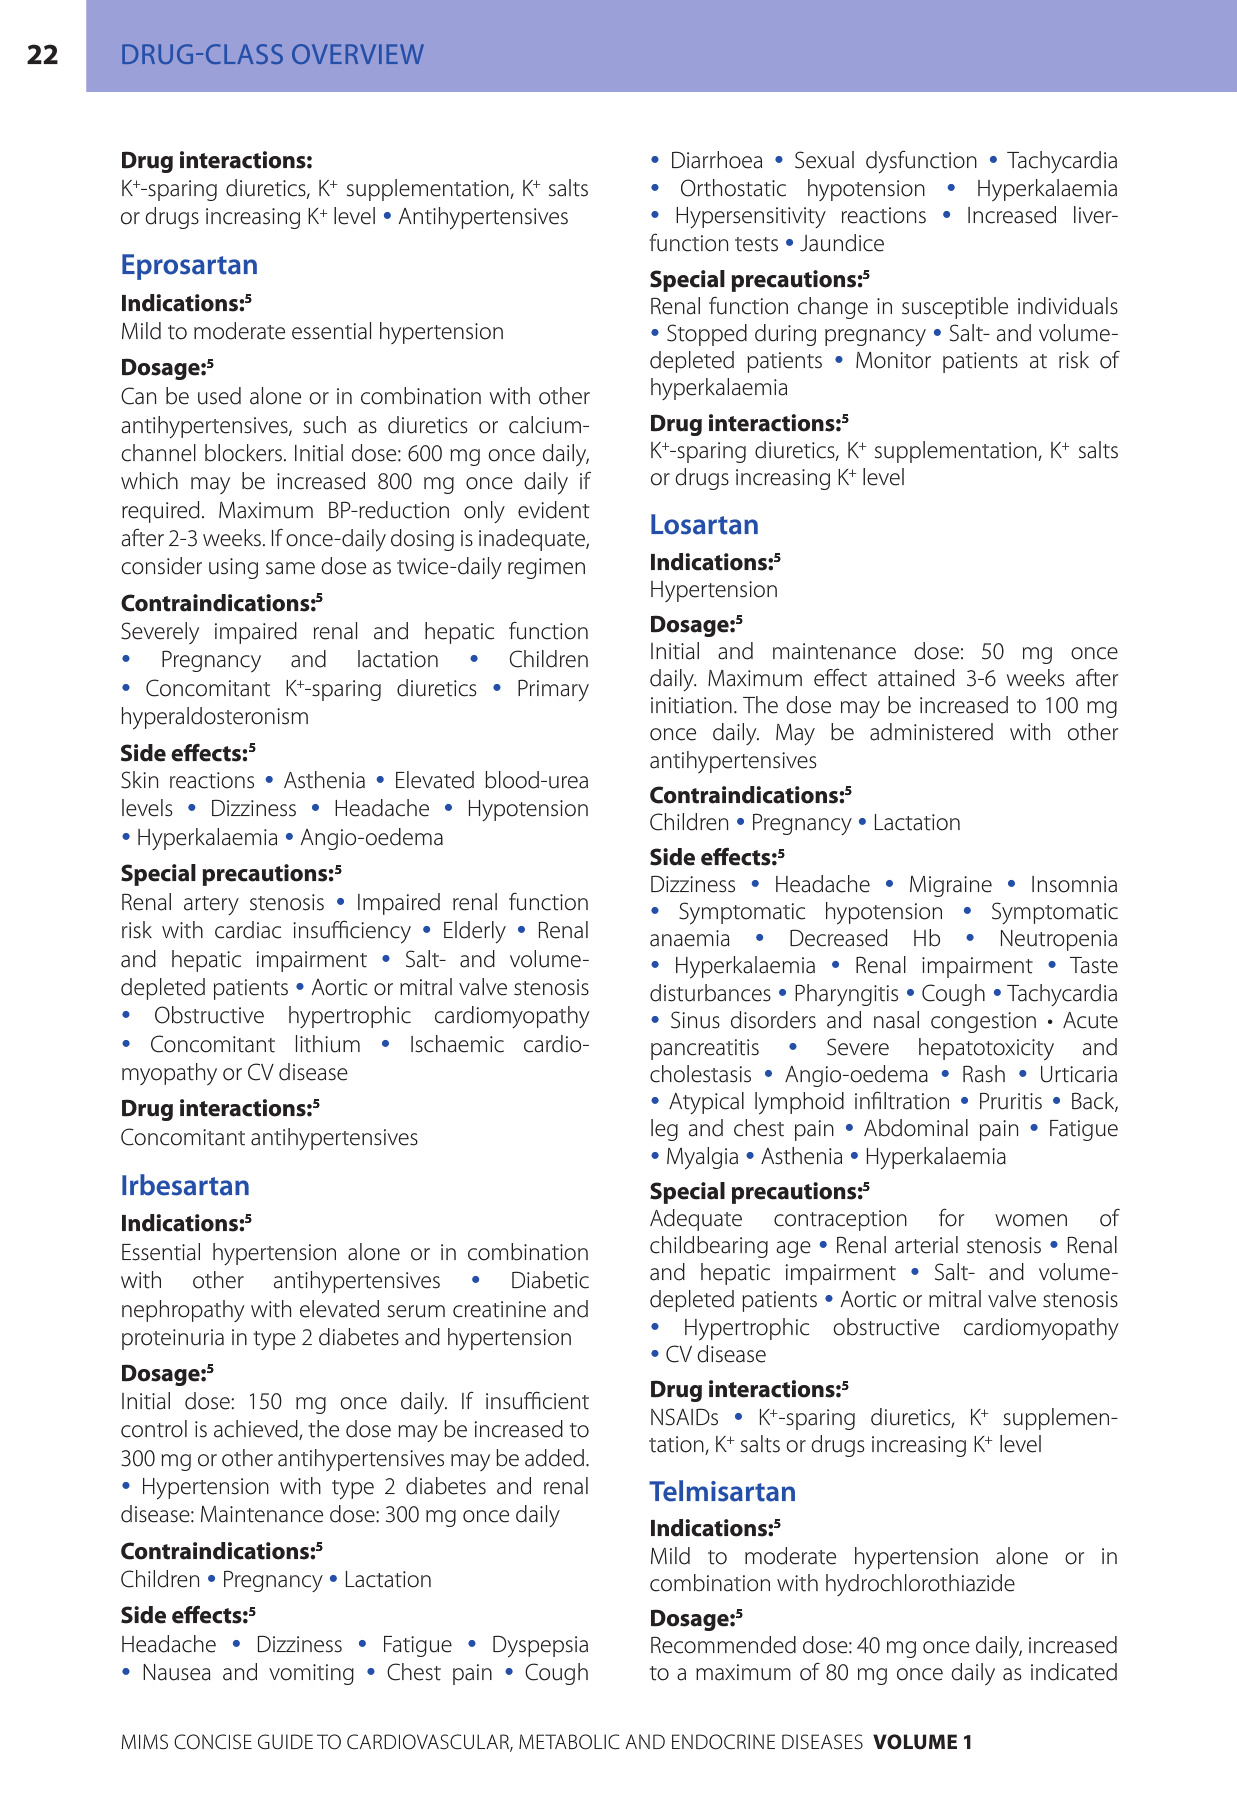 22
DRUG-CLASS OVERVIEW
Drug interactions:
K+-sparing diuretics, K+ supplementation, K+ salts
or drugs increasing K+ level • Antihypertensives
Eprosartan
Indications:5
Mild to moderate essential hypertension
Dosage:5
Can be used alone or in combination with other
antihypertensives, such as diuretics or calcium-
channel blockers. Initial dose: 600 mg once daily,
which may be increased 800 mg once daily if
required. Maximum BP-reduction only evident
after 2-3 weeks. If once-daily dosing is inadequate,
consider using same dose as twice-daily regimen
Contraindications:5
Severely impaired renal and hepatic function
• Pregnancy and lactation • Children
• Concomitant K+-sparing diuretics • Primary
hyperaldosteronism
Side effects:5
Skin reactions • Asthenia • Elevated blood-urea
levels • Dizziness • Headache • Hypotension
• Hyperkalaemia • Angio-oedema
Special precautions:5
Renal artery stenosis • Impaired renal function
risk with cardiac insufficiency • Elderly • Renal
and hepatic impairment • Salt- and volume-
depleted patients • Aortic or mitral valve stenosis
• Obstructive hypertrophic cardiomyopathy
• Concomitant lithium • Ischaemic cardio-
myopathy or CV disease
Drug interactions:5
Concomitant antihypertensives
Irbesartan
Indications:5
Essential hypertension alone or in combination
with other antihypertensives • Diabetic
nephropathy with elevated serum creatinine and
proteinuria in type 2 diabetes and hypertension
Dosage:5
Initial dose: 150 mg once daily. If insufficient
control is achieved, the dose may be increased to
300 mg or other antihypertensives may be added.
• Hypertension with type 2 diabetes and renal
disease: Maintenance dose: 300 mg once daily
Contraindications:5
Children • Pregnancy • Lactation
Side effects:5
Headache • Dizziness • Fatigue • Dyspepsia
• Nausea and vomiting • Chest pain • Cough
• Diarrhoea • Sexual dysfunction • Tachycardia
• Orthostatic hypotension • Hyperkalaemia
• Hypersensitivity reactions • Increased liver-
function tests • Jaundice
Special precautions:5
Renal function change in susceptible individuals
• Stopped during pregnancy • Salt- and volume-
depleted patients • Monitor patients at risk of
hyperkalaemia
Drug interactions:5
K+-sparing diuretics, K+ supplementation, K+ salts
or drugs increasing K+ level
Losartan
Indications:5
Hypertension
Dosage:5
Initial and maintenance dose: 50 mg once
daily. Maximum effect attained 3-6 weeks after
initiation. The dose may be increased to 100 mg
once daily. May be administered with other
antihypertensives
Contraindications:5
Children • Pregnancy • Lactation
Side effects:5
Dizziness • Headache • Migraine • Insomnia
• Symptomatic hypotension • Symptomatic
anaemia • Decreased Hb • Neutropenia
• Hyperkalaemia • Renal impairment • Taste
disturbances • Pharyngitis • Cough • Tachycardia
• Sinus disorders and nasal congestion • Acute
pancreatitis • Severe hepatotoxicity and
cholestasis • Angio-oedema • Rash • Urticaria
• Atypical lymphoid infiltration • Pruritis • Back,
leg and chest pain • Abdominal pain • Fatigue
• Myalgia • Asthenia • Hyperkalaemia
Special precautions:5
Adequate contraception for women of
childbearing age • Renal arterial stenosis • Renal
and hepatic impairment • Salt- and volume-
depleted patients • Aortic or mitral valve stenosis
• Hypertrophic obstructive cardiomyopathy
• CV disease
Drug interactions:5
NSAIDs • K+-sparing diuretics, K+ supplemen-
tation, K+ salts or drugs increasing K+ level
Telmisartan
Indications:5
Mild to moderate hypertension alone or in
combination with hydrochlorothiazide
Dosage:5
Recommended dose: 40 mg once daily, increased
to a maximum of 80 mg once daily as indicated
MIMS CONCISE GUIDE TO CARDIOVASCULAR, METABOLIC AND ENDOCRINE DISEASES VOLUME 1